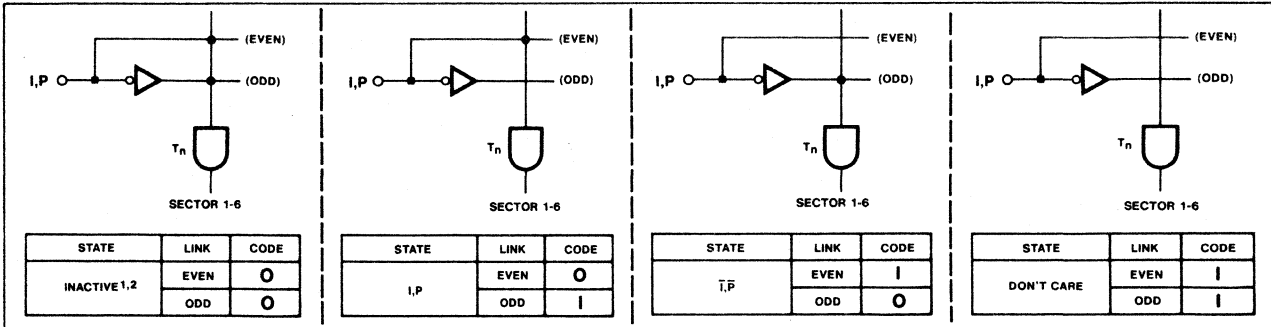 (EVEN)
I,P
(ODD)
Tn
SECTOR 1-6
STATE LINK CODE
INACTIVE 1,2 EVEN O
ODD O
(EVEN)
I,P
(ODD)
Tn
SECTOR 1-6
STATE LINK CODE
I,P EVEN O
ODD I
(EVEN)
I,P
(ODD)
Tn
SECTOR 1-6
STATE LINK CODE
I̅,P̅ EVEN I
ODD O
(EVEN)
I,P
(ODD)
Tn
SECTOR 1-6
STATE LINK CODE
DON'T CARE EVEN I
ODD I